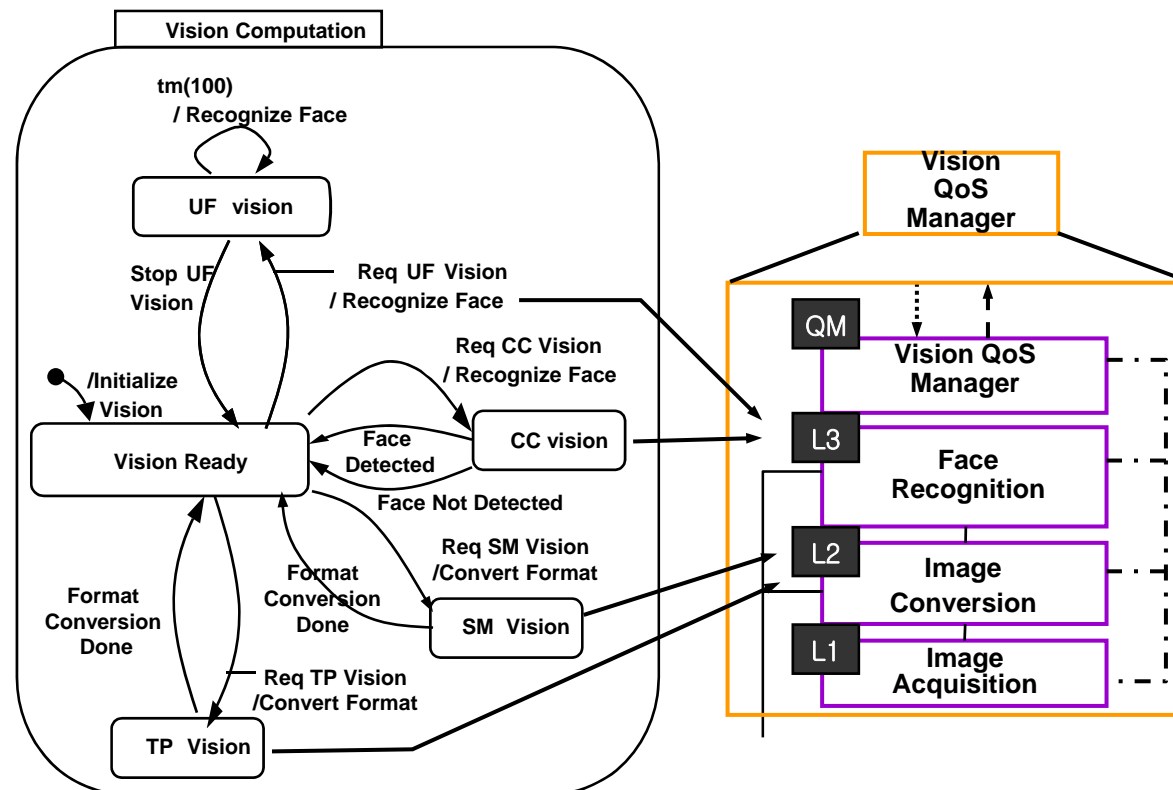 Vision Computation
tm(100)
/ Recognize Face
UF vision
Stop UF
Vision
Req UF Vision
/ Recognize Face
Req CC Vision
/ Recognize Face
/Initialize
Vision
Vision Ready
Face
Detected
CC vision
Face Not Detected
Req SM Vision
/Convert Format
Format
Conversion
Done
Format
Conversion
Done
SM Vision
Req TP Vision
/Convert Format
TP Vision
Vision
QoS
Manager
QM
Vision QoS
Manager
L3
Face
Recognition
L2
Image
Conversion
L1
Image
Acquisition